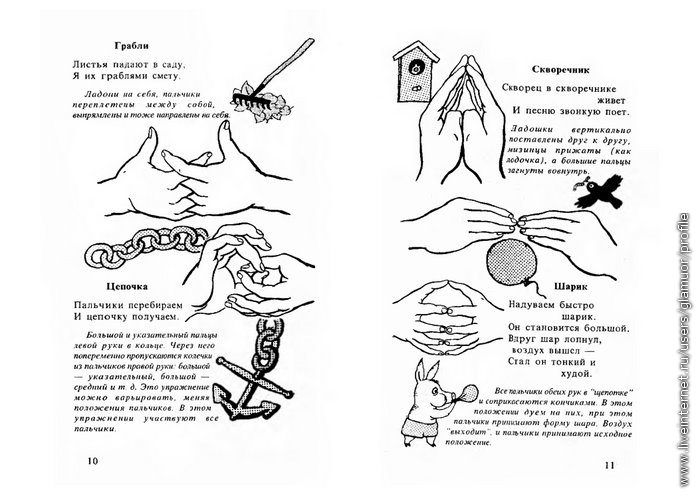 Грабли
Листья падают в саду,
Я их граблями смету.
Ладони на себя, пальчики
переплетены между собой,
выпрямлены и тоже направлены на себя.
Цепочка
Пальчики перебираем
И цепочку получаем.
Большой и указательный пальцы
левой руки в кольце. Через него
попеременно пропускаются колечки
из пальчиков правой руки: большой
— указательный, большой —
средний и т. д. Это упражнение
можно варьировать, меняя
положения пальчиков. В этом
упражнении участвуют все
пальчики.
10
Скворечник
Скворец в скворечнике
живет
И песню звонкую поет.
Ладошки вертикально
поставлены друг к другу,
мизинцы прижаты (как
лодочка), а большие пальцы
загнуты вовнутрь.
Шарик
Надуваем быстро
шарик.
Он становится большой.
Вдруг шар лопнул,
воздух вышел —
Стал он тонкий и
худой.
Все пальчики обеих рук в "щепотке"
и соприкасаются кончиками. В этом
положении дуем на них, при этом
пальчики принимают форму шара. Воздух
"выходит", и пальчики принимают исходное
положение.
11
www.liveinternet.ru/users/glamuor/profile